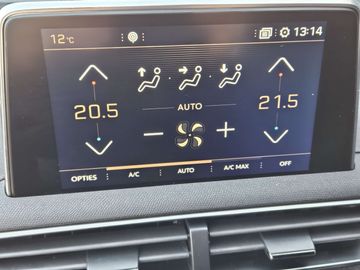 12°C 13:14
20.5 AUTO 21.5
OPTIES A/C AUTO A/C MAX OFF